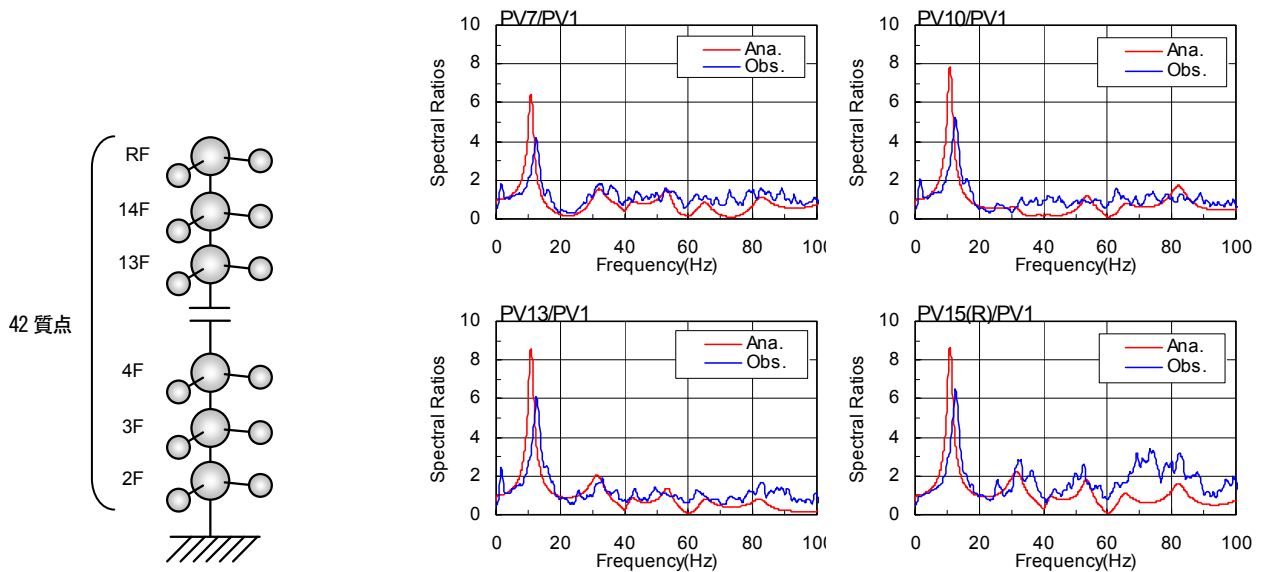 42 質点
RF
14F
13F
4F
3F
2F
PV7/PV1
Ana.
Obs.
Spectral Ratios
10
8
6
4
2
0
0 20 40 60 80 100
Frequency(Hz)
PV10/PV1
Ana.
Obs.
Spectral Ratios
10
8
6
4
2
0
0 20 40 60 80 100
Frequency(Hz)
PV13/PV1
Ana.
Obs.
Spectral Ratios
10
8
6
4
2
0
0 20 40 60 80 100
Frequency(Hz)
PV15(R)/PV1
Ana.
Obs.
Spectral Ratios
10
8
6
4
2
0
0 20 40 60 80 100
Frequency(Hz)